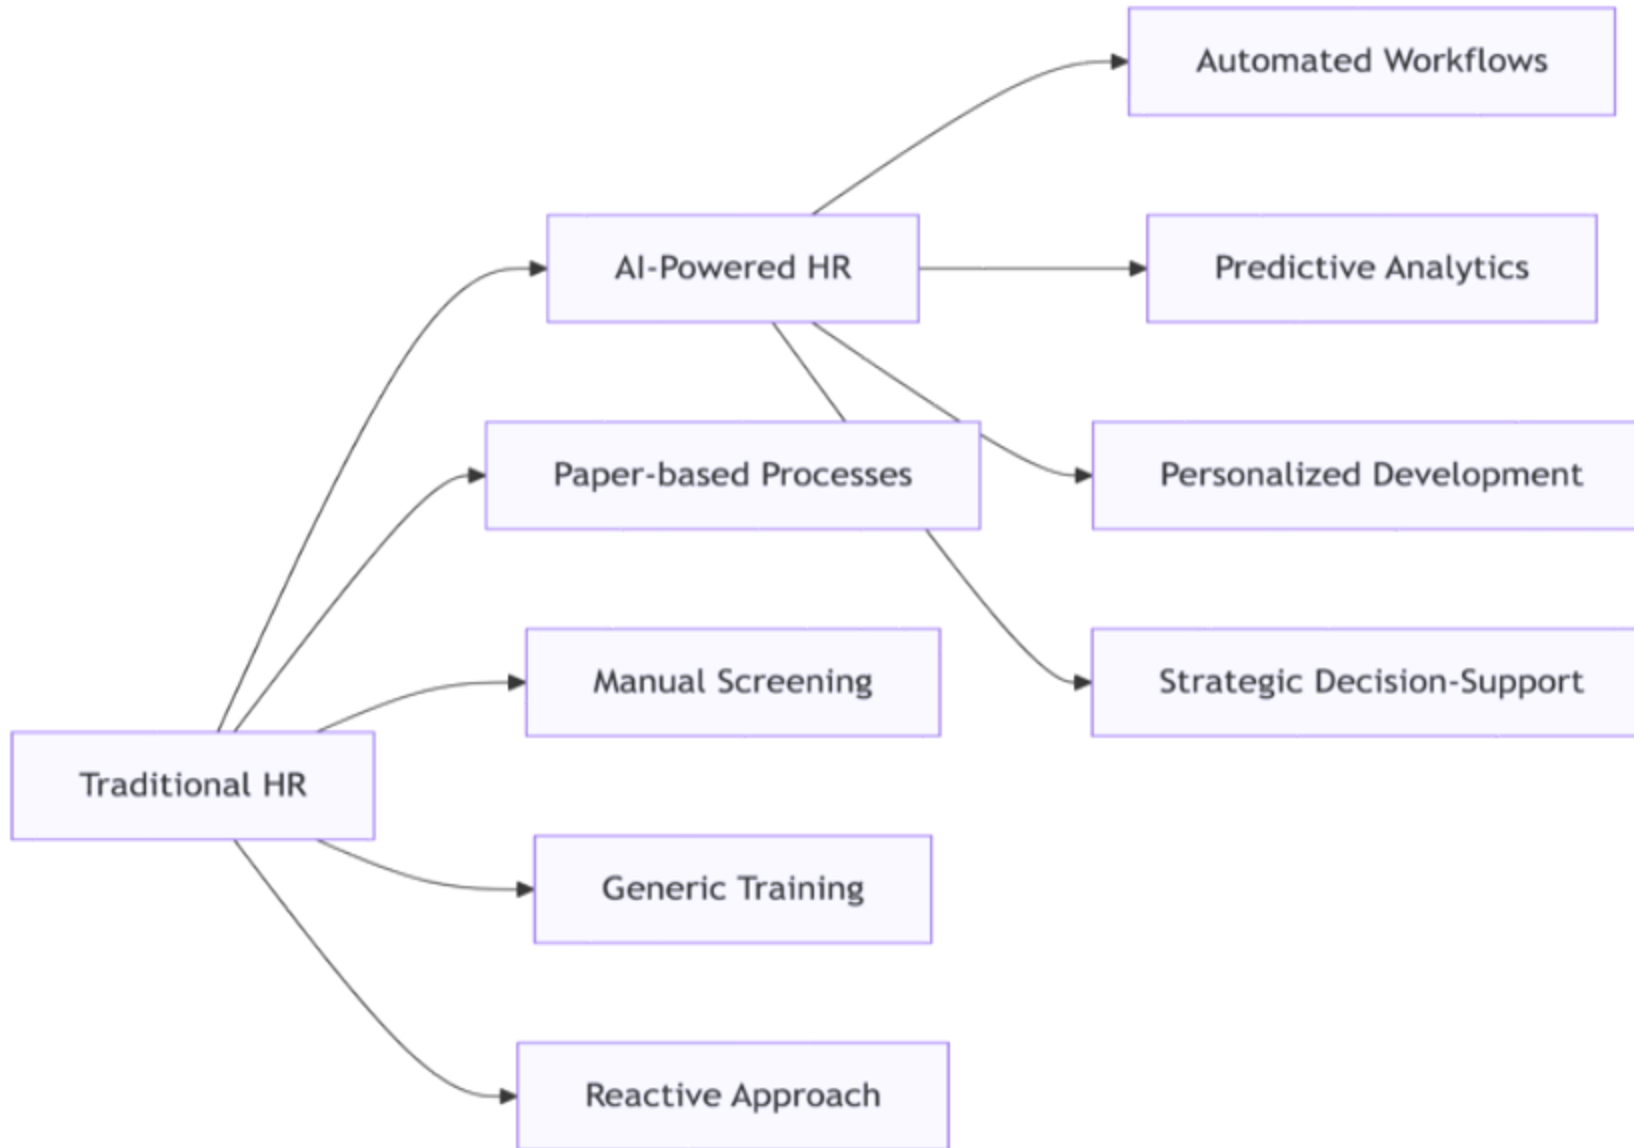 Automated Workflows
AI-Powered HR
Predictive Analytics
Paper-based Processes
Personalized Development
Manual Screening
Strategic Decision-Support
Traditional HR
Generic Training
Reactive Approach